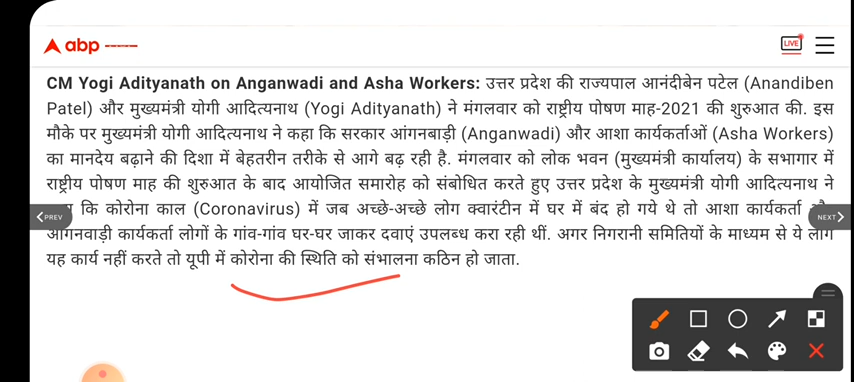 abp
LIVE
CM Yogi Adityanath on Anganwadi and Asha Workers: उत्तर प्रदेश की राज्यपाल आनंदीबेन पटेल (Anandiben
Patel) और मुख्यमंत्री योगी आदित्यनाथ (Yogi Adityanath) ने मंगलवार को राष्ट्रीय पोषण माह-2021 की शुरुआत की. इस
मौके पर मुख्यमंत्री योगी आदित्यनाथ ने कहा कि सरकार आंगनबाड़ी (Anganwadi) और आशा कार्यकर्ताओं (Asha Workers)
का मानदेय बढ़ाने की दिशा में बेहतरीन तरीके से आगे बढ़ रही है. मंगलवार को लोक भवन (मुख्यमंत्री कार्यालय) के सभागार में
राष्ट्रीय पोषण माह की शुरुआत के बाद आयोजित समारोह को संबोधित करते हुए उत्तर प्रदेश के मुख्यमंत्री योगी आदित्यनाथ ने
कि कोरोना काल (Coronavirus) में जब अच्छे-अच्छे लोग क्वारंटीन में घर में बंद हो गये थे तो आशा कार्यकर्ता
PREV
NEXT
आंगनवाड़ी कार्यकर्ता लोगों के गांव-गांव घर-घर जाकर दवाएं उपलब्ध करा रही थीं. अगर निगरानी समितियों के माध्यम से ये लोग
यह कार्य नहीं करते तो यूपी में कोरोना की स्थिति को संभालना कठिन हो जाता.